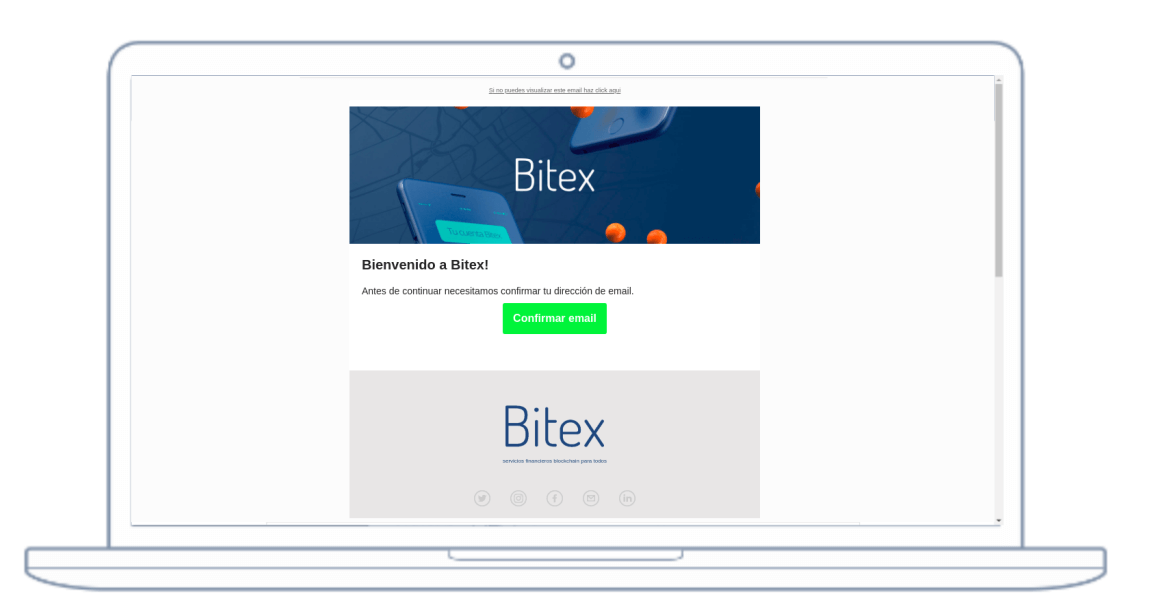 Si no puedes visualizar este email haz click aqui
Bitex
Tu cuenta Bitex
Bienvenido a Bitex!
Antes de continuar necesitamos confirmar tu dirección de email.
Confirmar email
Bitex
servicios financieros blockchain para todos